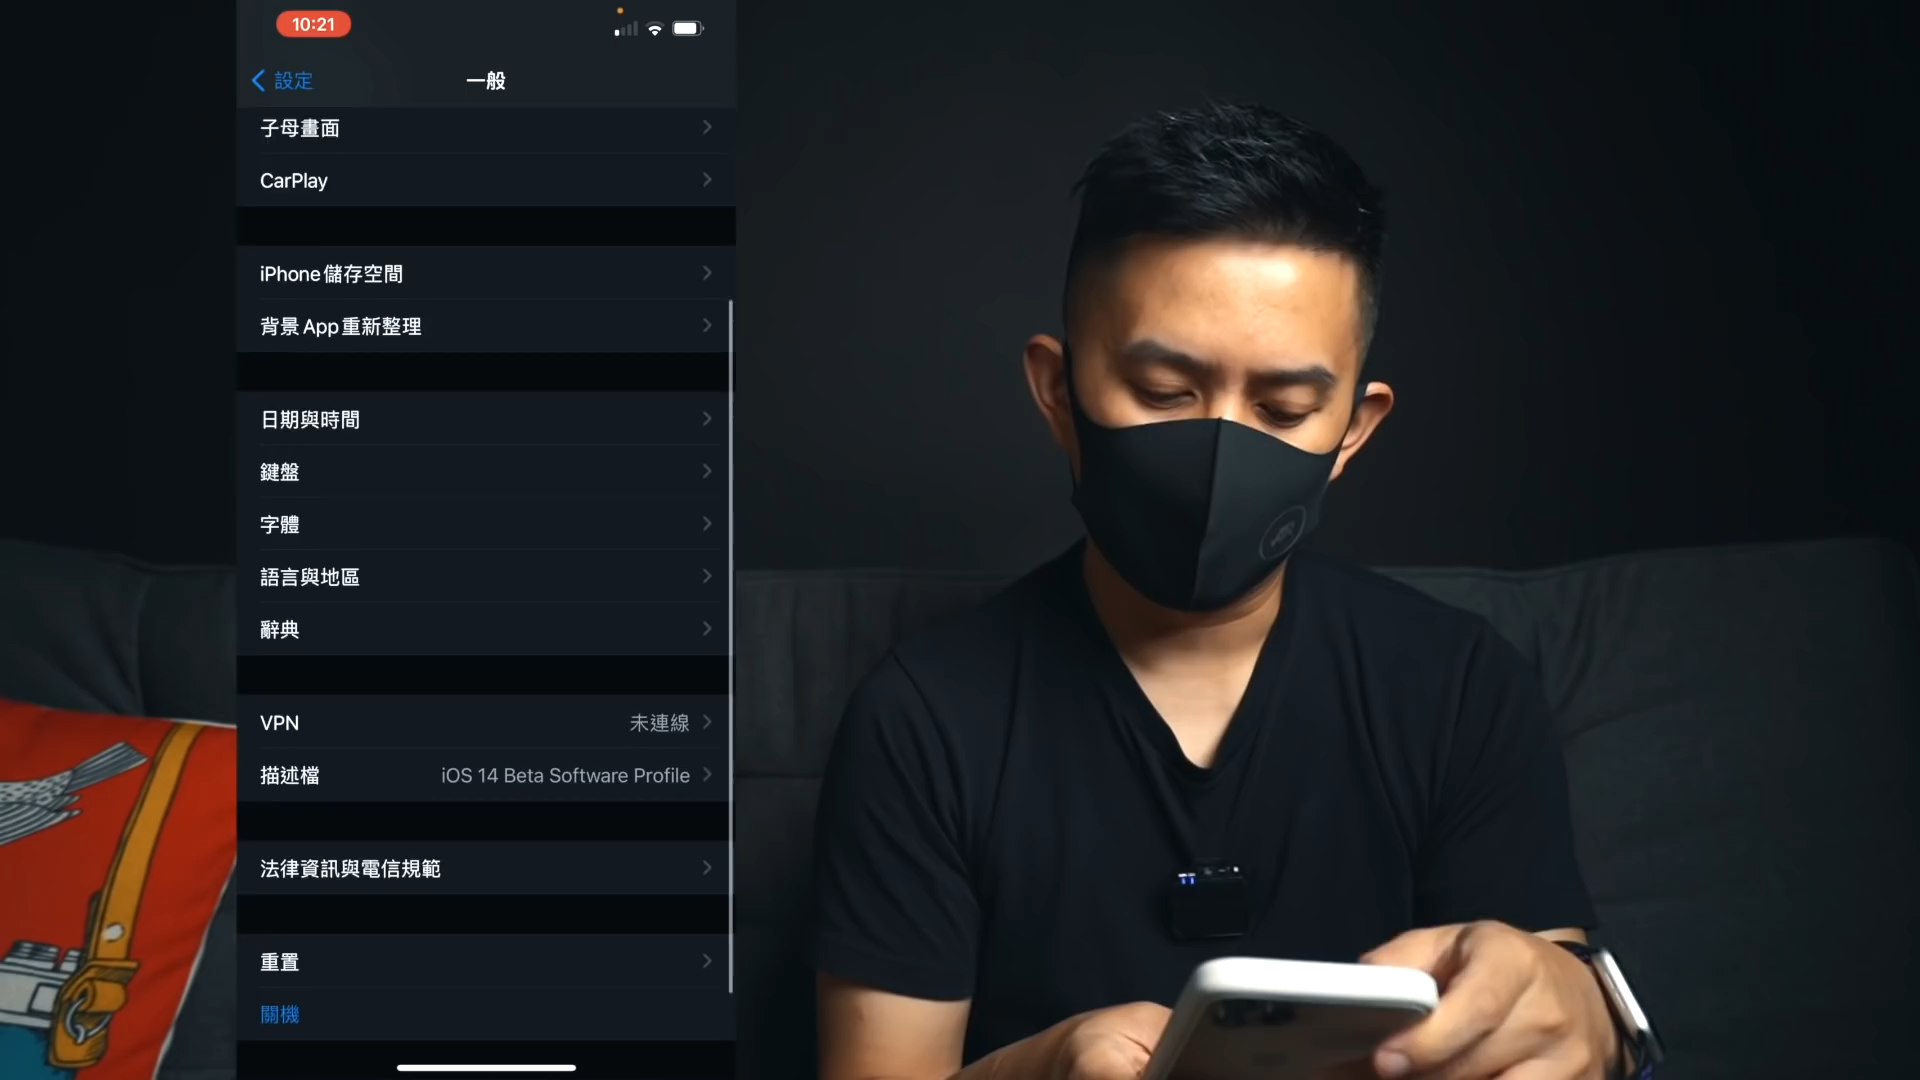 10:21
設定
一般
子母畫面
CarPlay
iPhone儲存空間
背景App重新整理
日期與時間
鍵盤
字體
語言與地區
辭典
VPN 未連線
描述檔 iOS 14 Beta Software Profile
法律資訊與電信規範
重置
關機